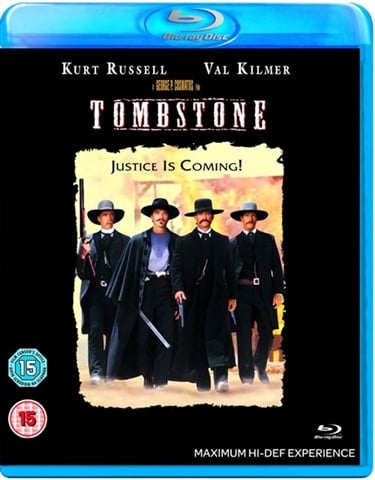 Blu-ray Disc
KURT RUSSELL VAL KILMER
A GEORGE P. COSMATOS FILM
TOMBSTONE
JUSTICE IS COMING!
15
15
Blu-ray Disc
MAXIMUM HI-DEF EXPERIENCE